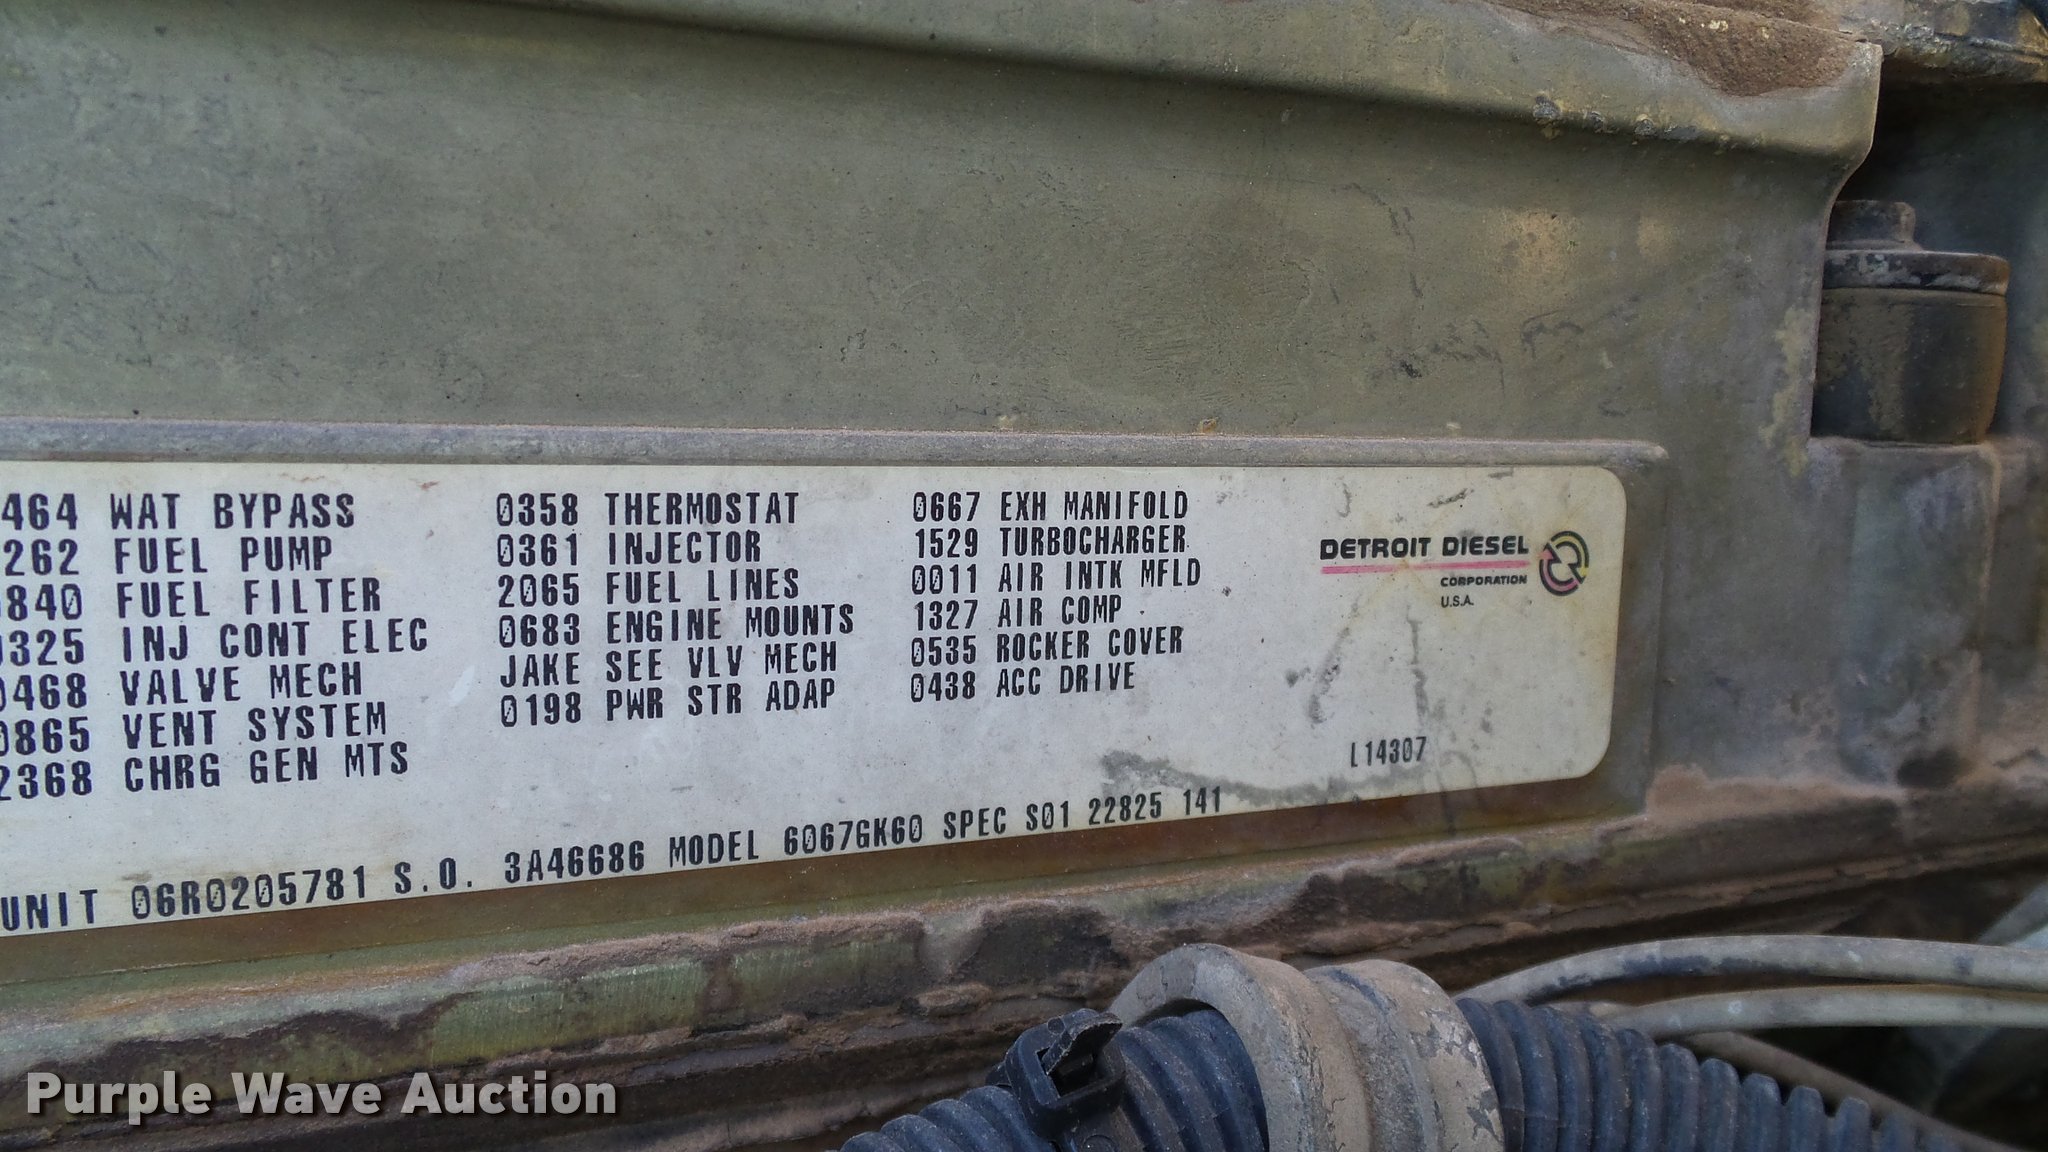 464 WAT BYPASS
262 FUEL PUMP
840 FUEL FILTER
0325 INJ CONT ELEC
0468 VALVE MECH
0865 VENT SYSTEM
2368 CHRG GEN MTS
0358 THERMOSTAT
0361 INJECTOR
2065 FUEL LINES
0683 ENGINE MOUNTS
JAKE SEE VLV MECH
0198 PWR STR ADAP
0667 EXH MANIFOLD
1529 TURBOCHARGER
0011 AIR INTK MFLD
1327 AIR COMP
0535 ROCKER COVER
0438 ACC DRIVE
DETROIT DIESEL
CORPORATION
U.S.A.
L14307
UNIT 06R0205781 S.O. 3A46686 MODEL 6067GK60 SPEC S01 22825 141
Purple Wave Auction